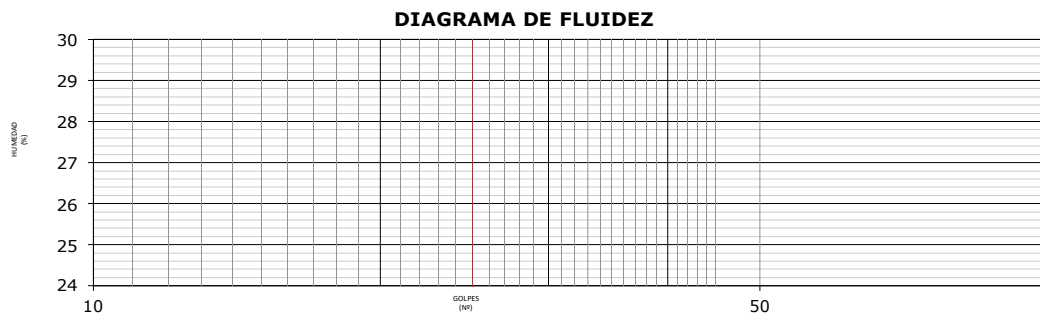 DIAGRAMA DE FLUIDEZ
30
29
28
27
26
25
24
HUMEDAD
(%)
10
GOLPES
(Nº)
50